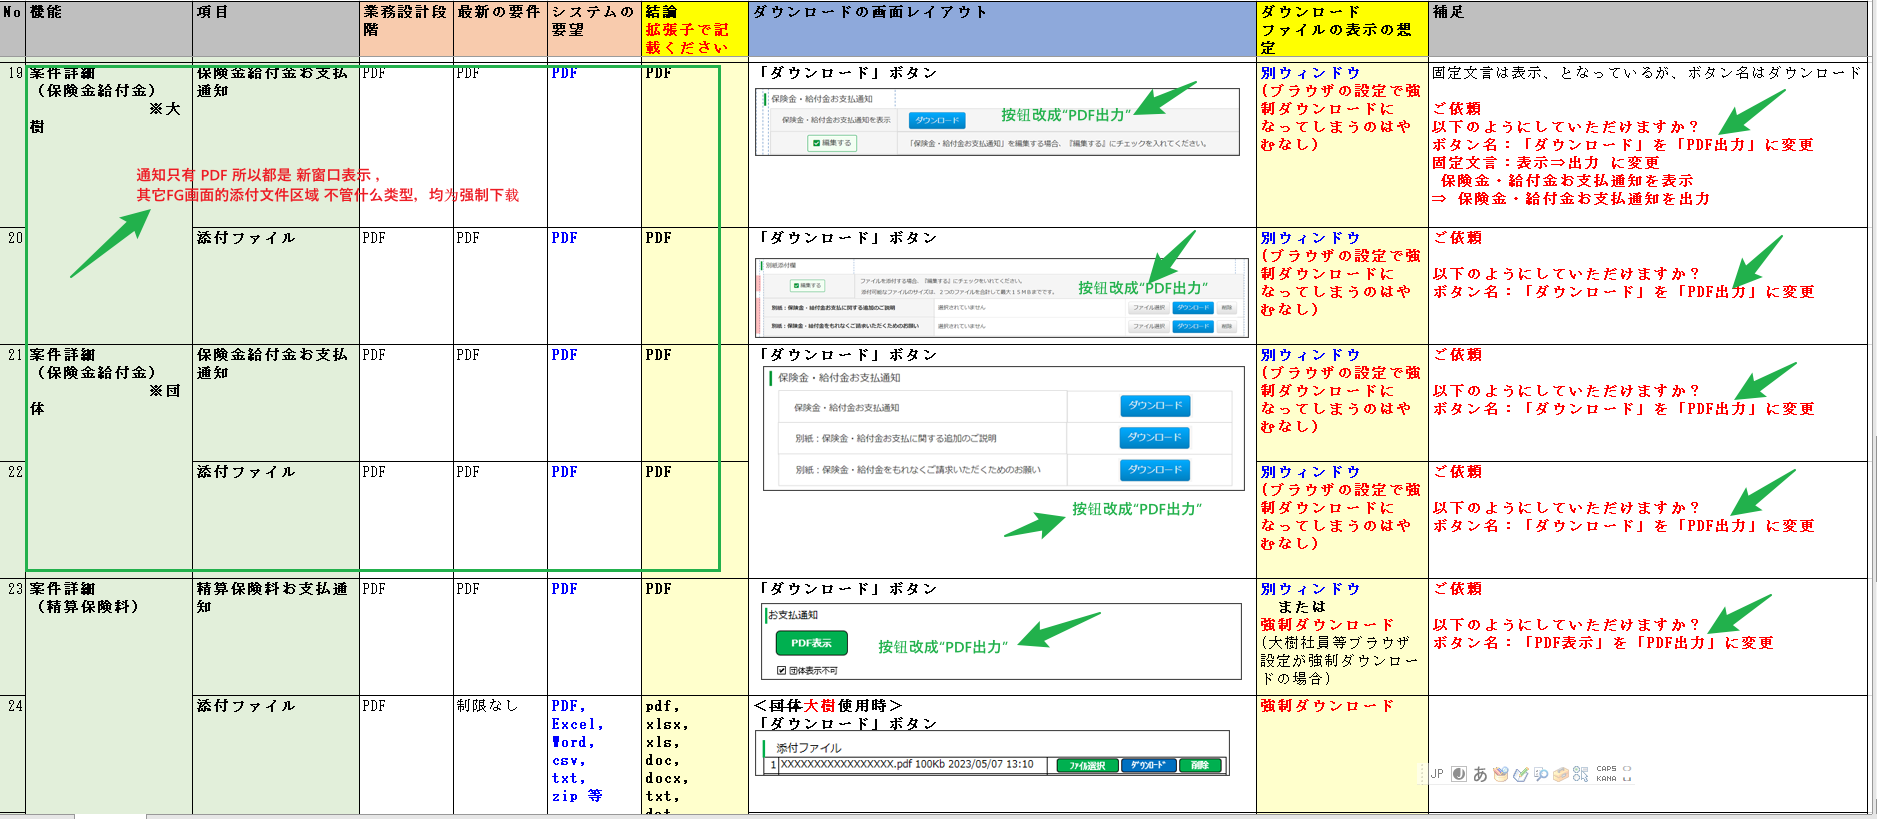 No
機能
項目
業務設計段階
最新の要件
システムの要望
結論
拡張子で記載ください
ダウンロードの画面レイアウト
ダウンロード
ファイルの表示の想定
補足
19
案件詳細
（保険金給付金）
※大樹
保険金給付金お支払通知
PDF
PDF
PDF
PDF
「ダウンロード」ボタン
保険金・給付金お支払通知
保険金・給付金お支払通知を表示
ダウンロード
編集する
「保険金・給付金お支払通知」を編集する場合、『編集する』にチェックを入れてください。
按钮改成“PDF出力”
別ウィンドウ
(ブラウザの設定で強
制ダウンロードに
なってしまうのはや
むなし)
固定文言は表示、となっているが、ボタン名はダウンロード
ご依頼
以下のようにしていただけますか？
ボタン名：「ダウンロード」を「PDF出力」に変更
固定文言：表示⇒出力 に変更
保険金・給付金お支払通知を表示
⇒ 保険金・給付金お支払通知を出力
通知只有 PDF 所以都是 新窗口表示，
其它FG画面的添付文件区域 不管什么类型，均为强制下载
20
添付ファイル
PDF
PDF
PDF
PDF
「ダウンロード」ボタン
別紙添付欄
編集する
ファイルを添付する場合、『編集する』にチェックをいれてください。
添付可能なファイルのサイズは、２つのファイルを合計して最大１５ＭＢまでです。
按钮改成“PDF出力”
別紙：保険金・給付金お支払に関する追加のご説明
選択されていません
ファイル選択
ダウンロード
削除
別紙：保険金・給付金をもれなくご請求いただくためのお願い
選択されていません
ファイル選択
ダウンロード
削除
別ウィンドウ
(ブラウザの設定で強
制ダウンロードに
なってしまうのはや
むなし)
ご依頼
以下のようにしていただけますか？
ボタン名：「ダウンロード」を「PDF出力」に変更
21
案件詳細
（保険金給付金）
※団体
保険金給付金お支払通知
PDF
PDF
PDF
PDF
「ダウンロード」ボタン
保険金・給付金お支払通知
保険金・給付金お支払通知
ダウンロード
別紙：保険金・給付金お支払に関する追加のご説明
ダウンロード
別紙：保険金・給付金をもれなくご請求いただくためのお願い
ダウンロード
別ウィンドウ
(ブラウザの設定で強
制ダウンロードに
なってしまうのはや
むなし)
ご依頼
以下のようにしていただけますか？
ボタン名：「ダウンロード」を「PDF出力」に変更
22
添付ファイル
PDF
PDF
PDF
PDF
按钮改成“PDF出力”
別ウィンドウ
(ブラウザの設定で強
制ダウンロードに
なってしまうのはや
むなし)
ご依頼
以下のようにしていただけますか？
ボタン名：「ダウンロード」を「PDF出力」に変更
23
案件詳細
（精算保険料）
精算保険料お支払通知
PDF
PDF
PDF
PDF
「ダウンロード」ボタン
お支払通知
PDF表示
団体表示不可
按钮改成“PDF出力”
別ウィンドウ
または
強制ダウンロード
(大樹社員等ブラウザ
設定が強制ダウンロー
ドの場合)
ご依頼
以下のようにしていただけますか？
ボタン名：「PDF表示」を「PDF出力」に変更
24
添付ファイル
PDF
制限なし
PDF,
Excel,
Word,
csv,
txt,
zip 等
pdf,
xlsx,
xls,
doc,
docx,
txt,
＜団体大樹使用時＞
「ダウンロード」ボタン
添付ファイル
1 XXXXXXXXXXXXXXXXX.pdf 100Kb 2023/05/07 13:10
ファイル選択
ダウンロード
削除
強制ダウンロード
JP あ CAPS
KANA